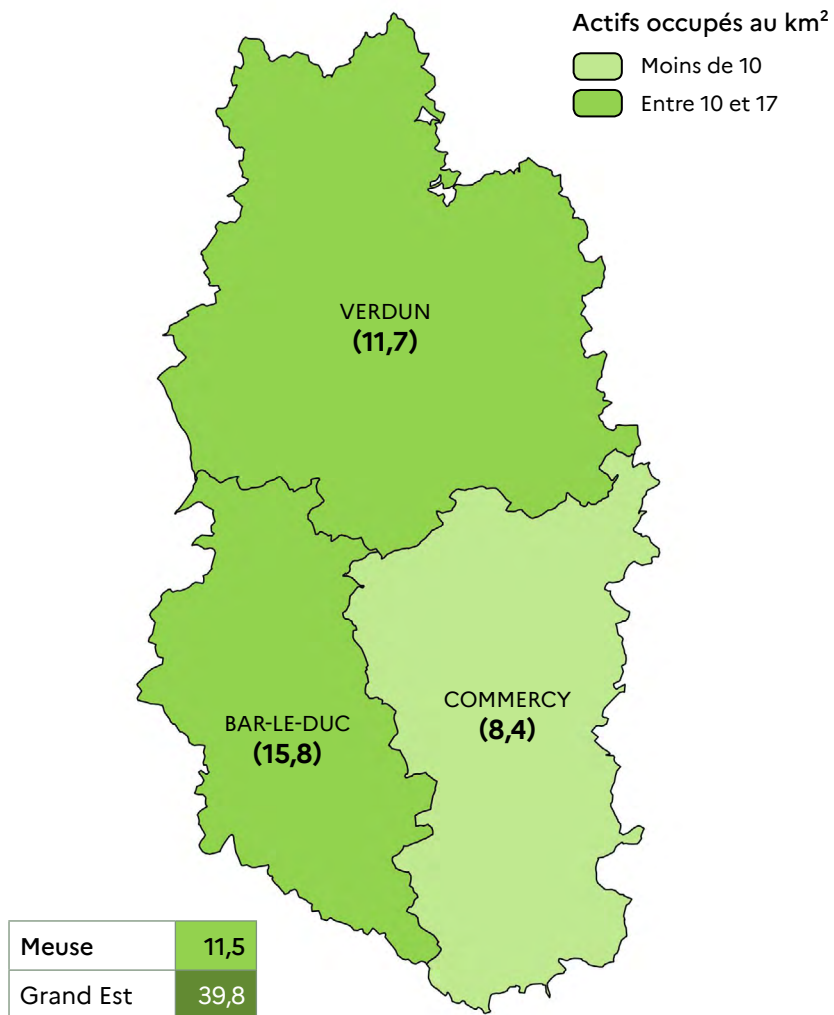 Actifs occupés au km²
Moins de 10
Entre 10 et 17
VERDUN
(11,7)
BAR-LE-DUC
(15,8)
COMMERCY
(8,4)
Meuse 11,5
Grand Est 39,8